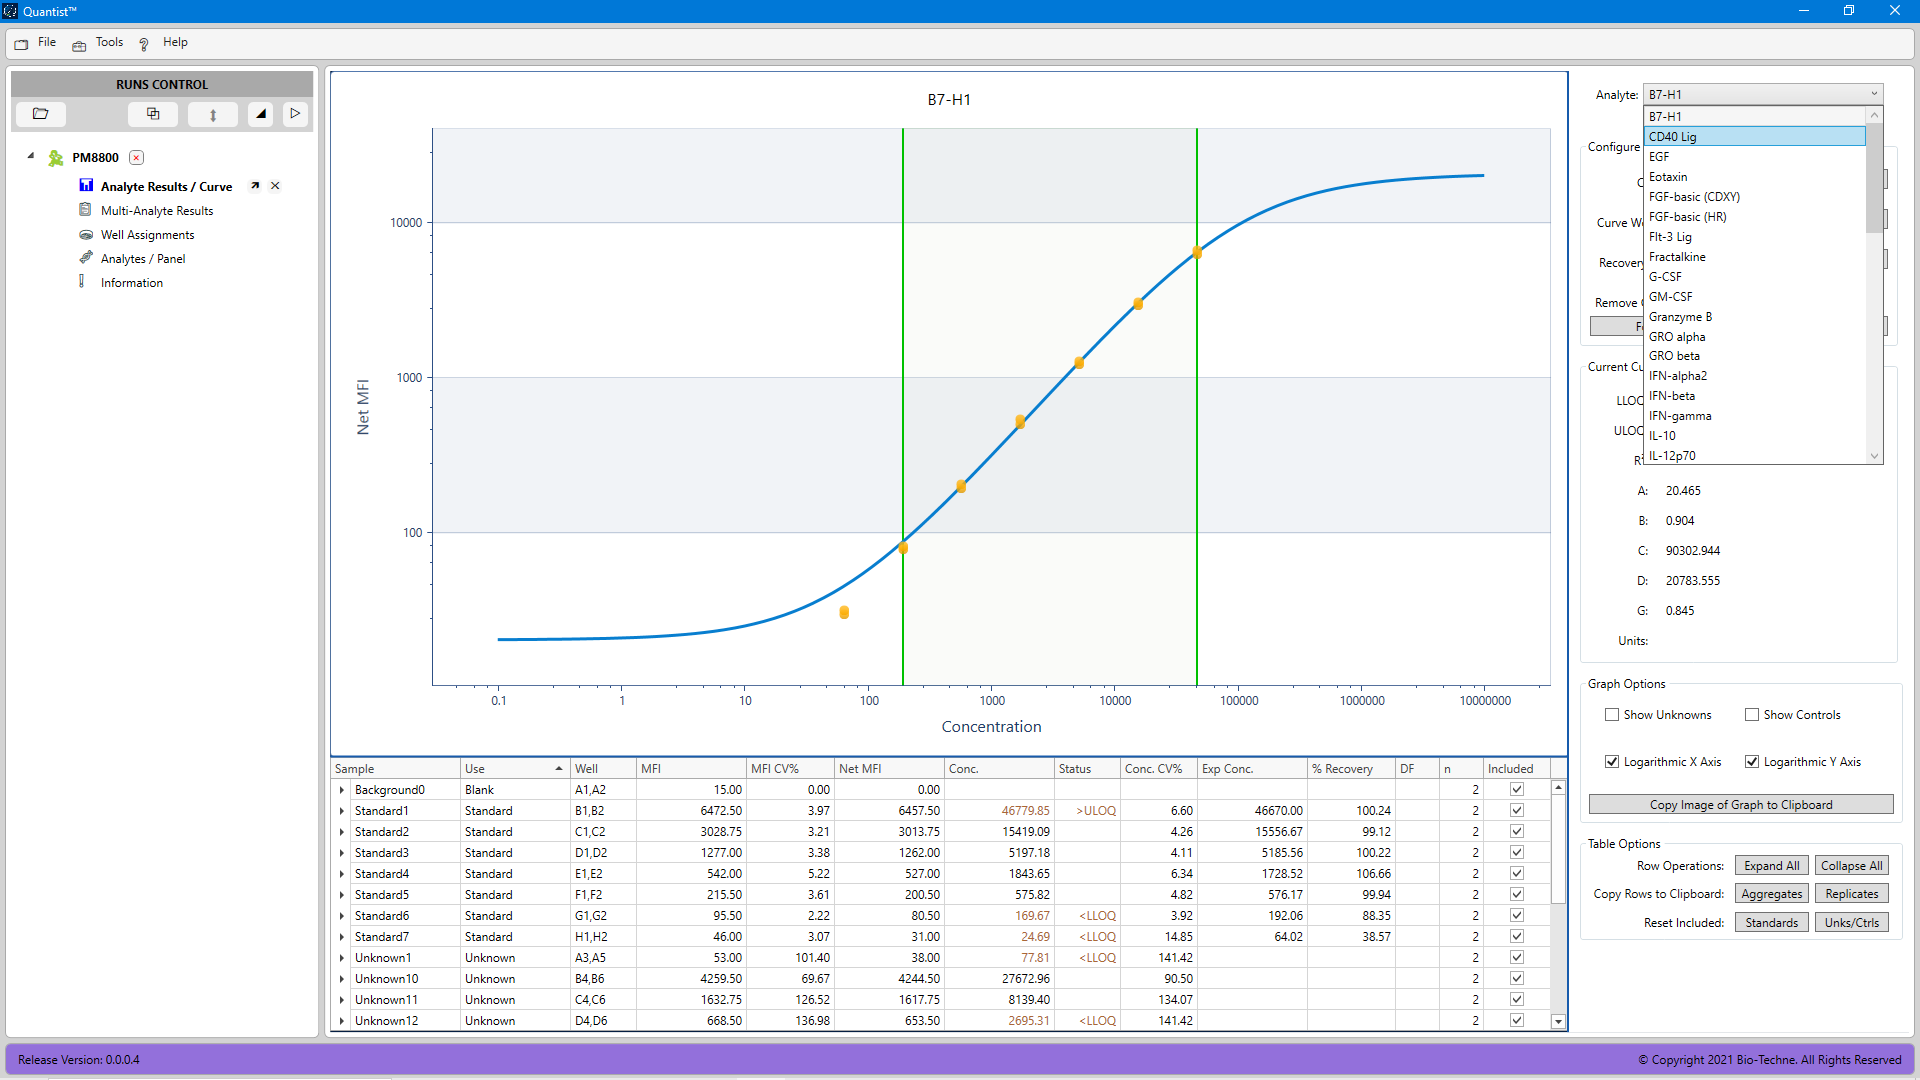 Quantist™
File Tools Help
RUNS CONTROL
PM8800
Analyte Results / Curve
Multi-Analyte Results
Well Assignments
Analytes / Panel
Information
B7-H1
10000
1000
100
Net MFI
0.1 1 10 100 1000 10000 100000 1000000 10000000
Concentration
Sample Use Well MFI MFI CV% Net MFI Conc. Status Conc. CV% Exp Conc. % Recovery DF n Included
Background0 Blank A1,A2 15.00 0.00 0.00 2
Standard1 Standard B1,B2 6472.50 3.97 6457.50 46779.85 >ULOQ 6.60 46670.00 100.24 2
Standard2 Standard C1,C2 3028.75 3.21 3013.75 15419.09 4.26 15556.67 99.12 2
Standard3 Standard D1,D2 1277.00 3.38 1262.00 5197.18 4.11 5185.56 100.22 2
Standard4 Standard E1,E2 542.00 5.22 527.00 1843.65 6.34 1728.52 106.66 2
Standard5 Standard F1,F2 215.50 3.61 200.50 575.82 4.82 576.17 99.94 2
Standard6 Standard G1,G2 95.50 2.22 80.50 169.67 <LLOQ 3.92 192.06 88.35 2
Standard7 Standard H1,H2 46.00 3.07 31.00 24.69 <LLOQ 14.85 64.02 38.57 2
Unknown1 Unknown A3,A5 53.00 101.40 38.00 77.81 <LLOQ 141.42 2
Unknown10 Unknown B4,B6 4259.50 69.67 4244.50 27672.96 90.50 2
Unknown11 Unknown C4,C6 1632.75 126.52 1617.75 8139.40 134.07 2
Unknown12 Unknown D4,D6 668.50 136.98 653.50 2695.31 <LLOQ 141.42 2
Analyte: B7-H1
B7-H1
CD40 Lig
EGF
Eotaxin
FGF-basic (CDXY)
FGF-basic (HR)
Flt-3 Lig
Fractalkine
G-CSF
GM-CSF
Granzyme B
GRO alpha
GRO beta
IFN-alpha2
IFN-beta
IFN-gamma
IL-10
IL-12p70
Configure
Recovery
Remove
A: 20.465
B: 0.904
C: 90302.944
D: 20783.555
G: 0.845
Units:
Graph Options
Show Unknowns Show Controls
Logarithmic X Axis Logarithmic Y Axis
Copy Image of Graph to Clipboard
Table Options
Row Operations: Expand All Collapse All
Copy Rows to Clipboard: Aggregates Replicates
Reset Included: Standards Unks/Ctrls
Release Version: 0.0.0.4
© Copyright 2021 Bio-Techne. All Rights Reserved